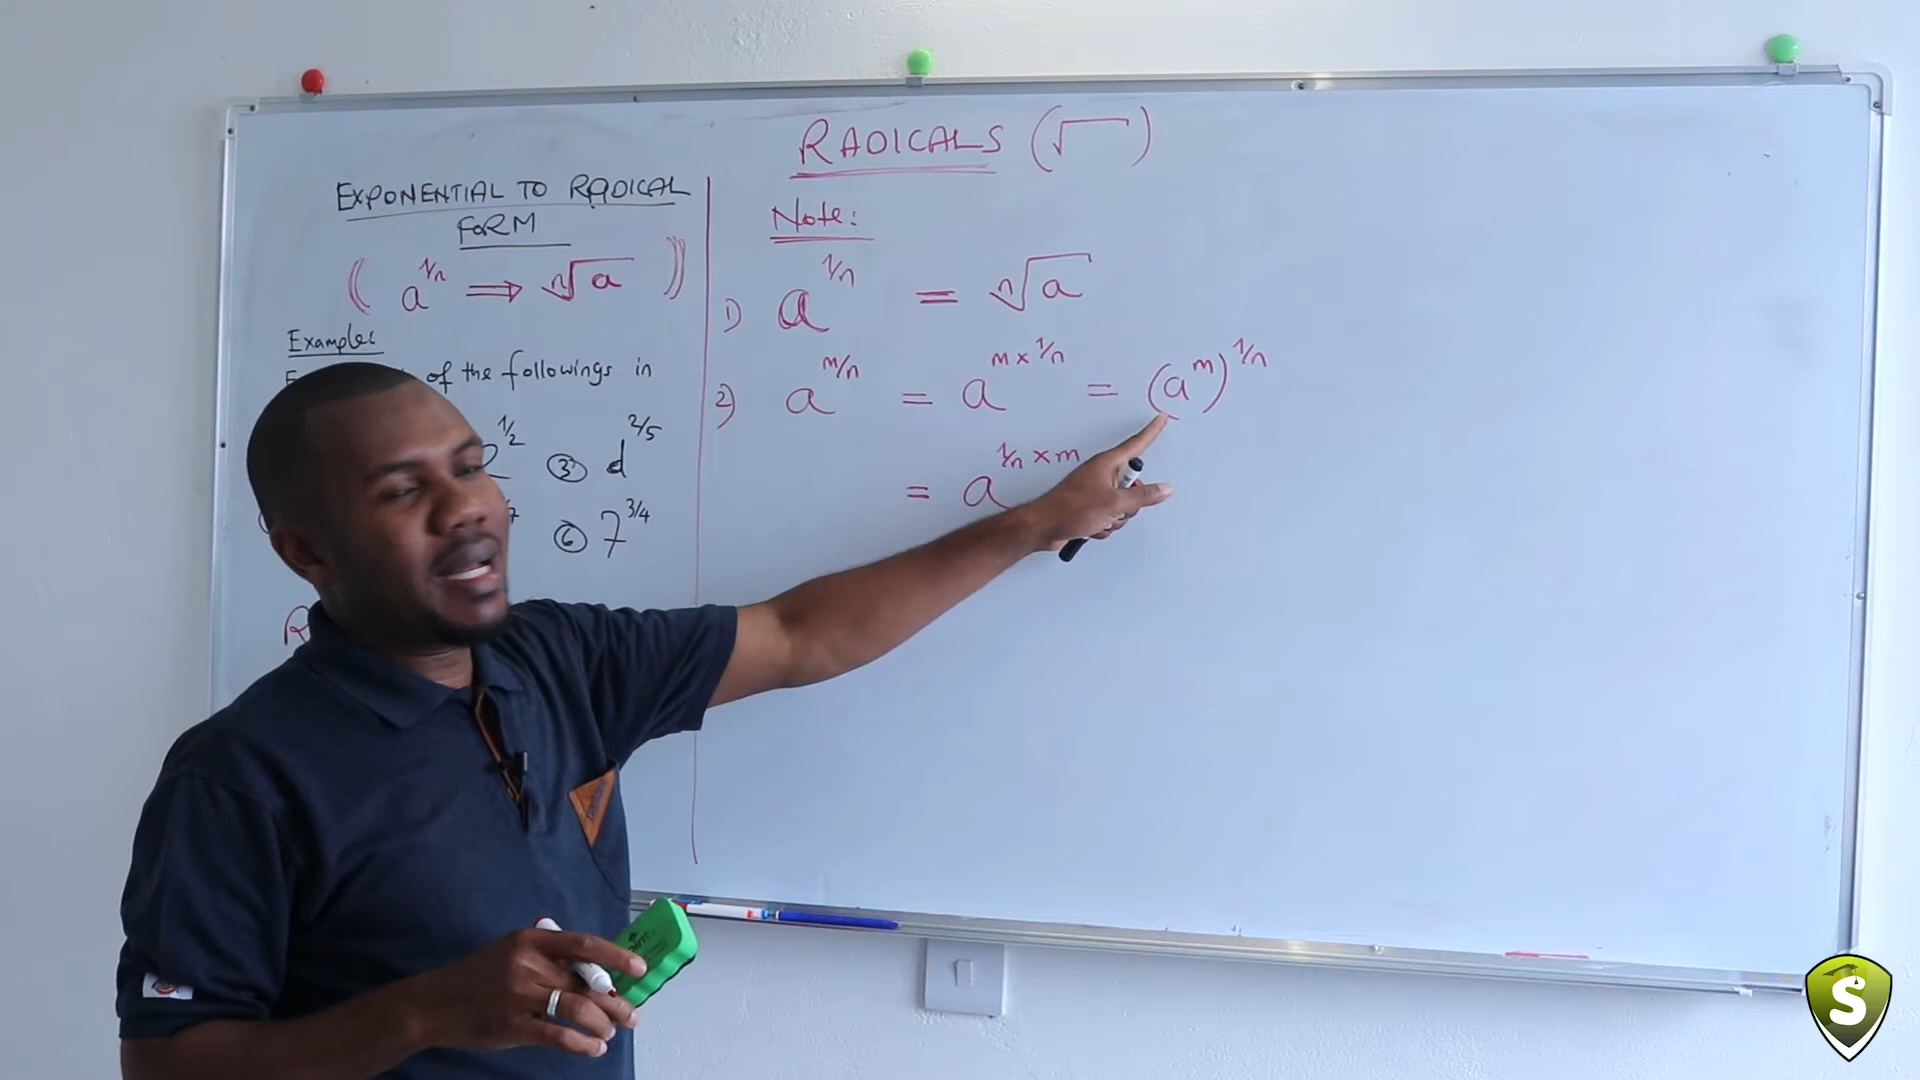 RADICALS (√ )
EXPONENTIAL TO RADICAL
FORM
( a^1/n ⟹ ⁿ√a )
Example:
of the followings in
^1/2 ③ d^2/5
⑥ 7^3/4
R
Note:
1) a^1/n = ⁿ√a
2) a^m/n = a^m×1/n = (a^m)^1/n
= a^1/n×m
S